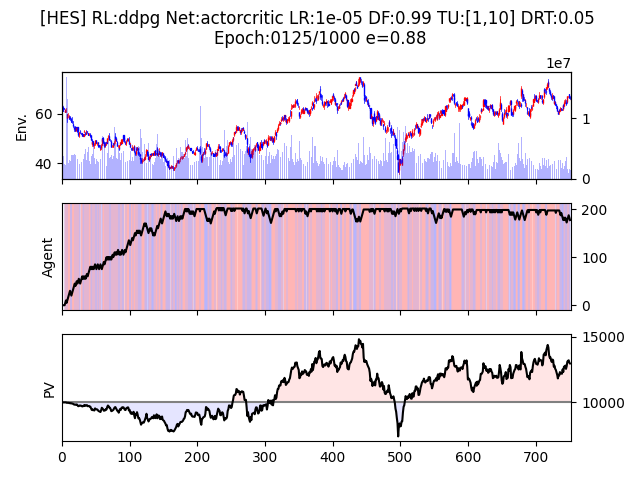 [HES] RL:ddpg Net:actorcritic LR:1e-05 DF:0.99 TU:[1,10] DRT:0.05
Epoch:0125/1000 e=0.88
1e7
Env.
60
40
1
0
Agent
200
100
0
PV
15000
10000
0 100 200 300 400 500 600 700